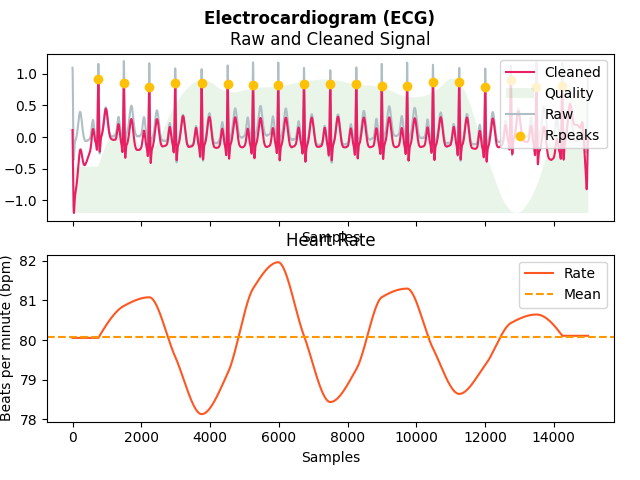 Electrocardiogram (ECG)
Raw and Cleaned Signal
1.0
0.5
0.0
−0.5
−1.0
Cleaned
Quality
Raw
R-peaks
Samples
Heart Rate
Beats per minute (bpm)
82
81
80
79
78
Rate
Mean
0 2000 4000 6000 8000 10000 12000 14000
Samples